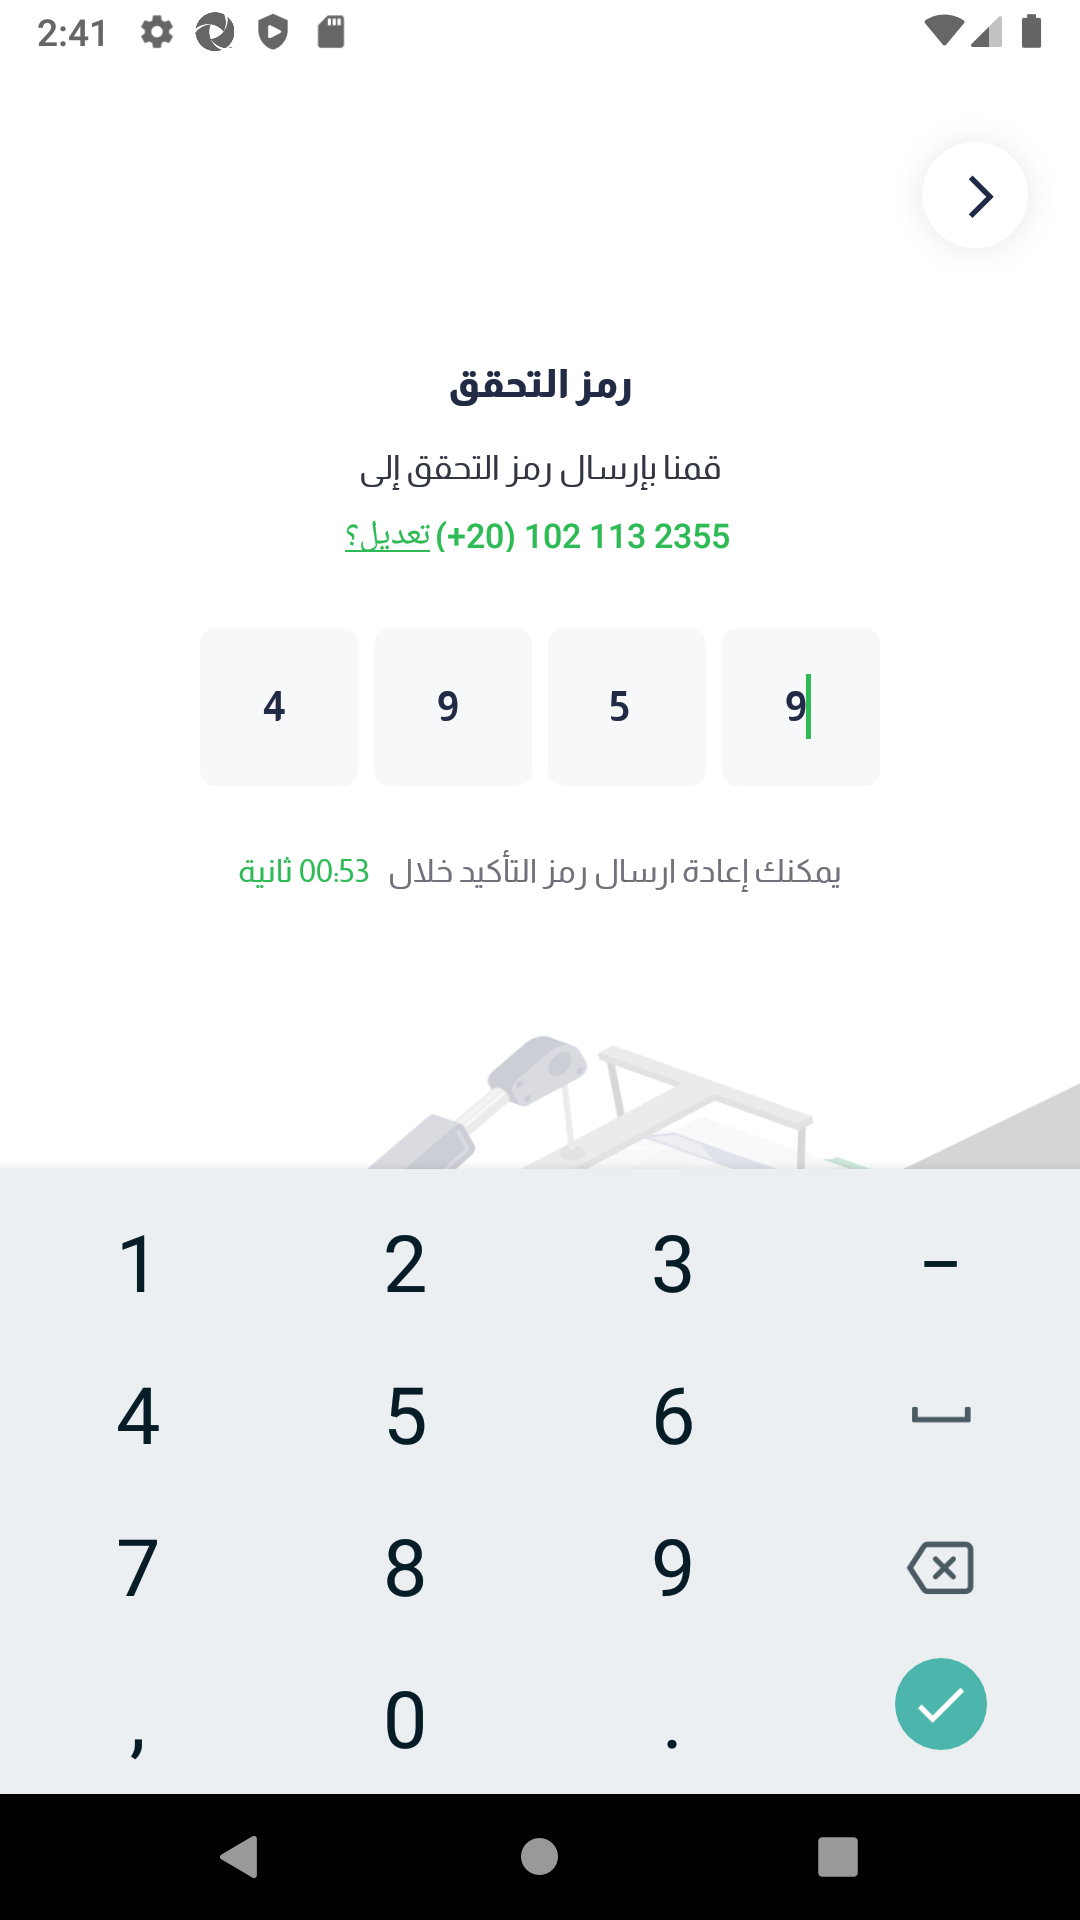 2:41
رمز التحقق
قمنا بإرسال رمز التحقق إلى
(+20) 102 113 2355 تعديل؟
4 9 5 9
يمكنك إعادة ارسال رمز التأكيد خلال 00:53 ثانية
1 2 3 –
4 5 6
7 8 9
, 0 .